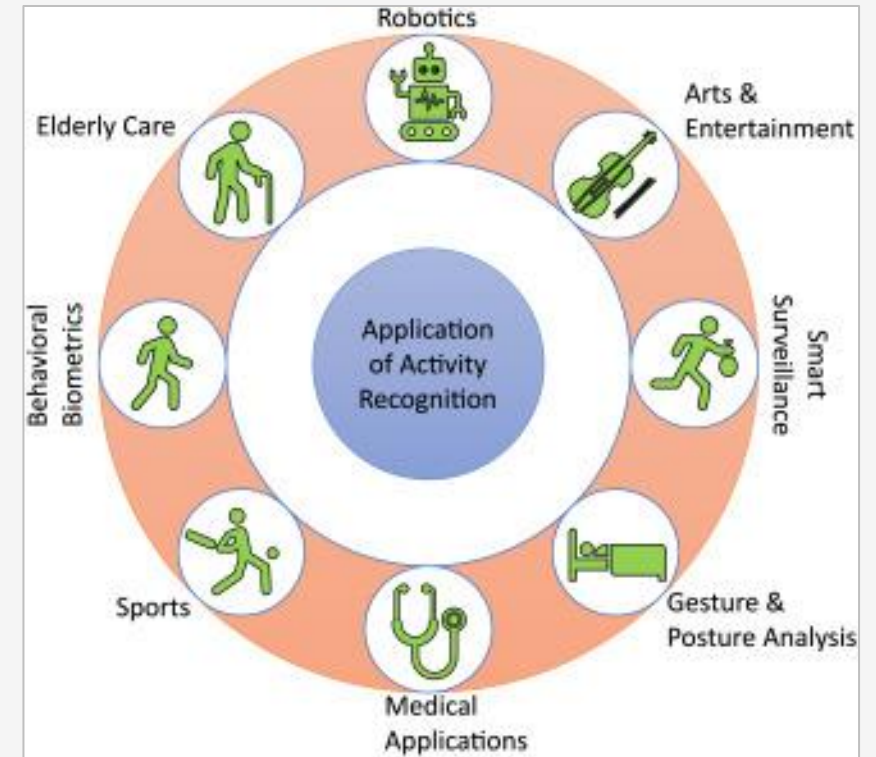 Robotics
Arts &
Entertainment
Elderly Care
Smart
Surveillance
Behavioral
Biometrics
Application
of Activity
Recognition
Gesture &
Posture Analysis
Sports
Medical
Applications